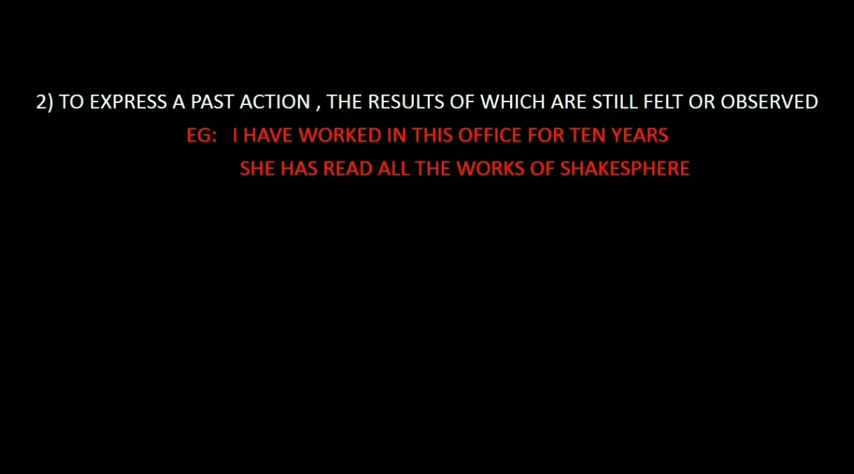 2) TO EXPRESS A PAST ACTION , THE RESULTS OF WHICH ARE STILL FELT OR OBSERVED
EG: I HAVE WORKED IN THIS OFFICE FOR TEN YEARS
SHE HAS READ ALL THE WORKS OF SHAKESPHERE